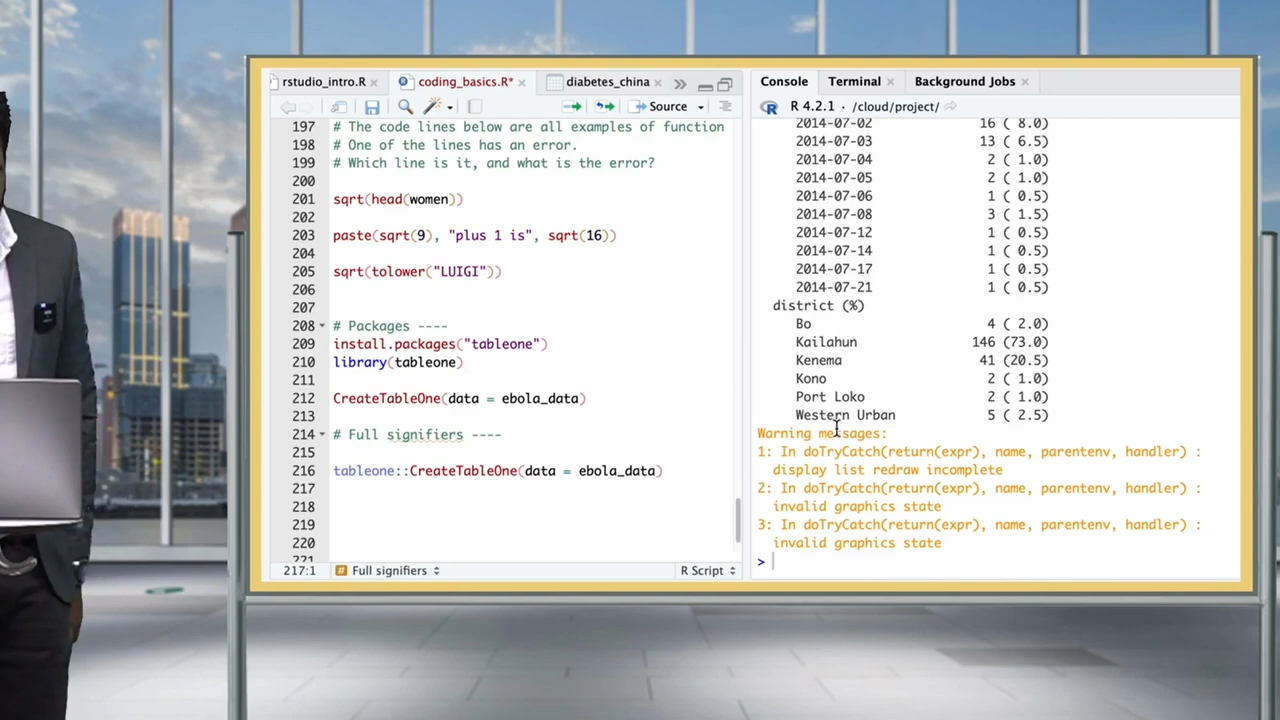 rstudio_intro.R
coding_basics.R*
diabetes_china
Source
197 # The code lines below are all examples of function
198 # One of the lines has an error.
199 # Which line is it, and what is the error?
200
201 sqrt(head(women))
202
203 paste(sqrt(9), "plus 1 is", sqrt(16))
204
205 sqrt(tolower("LUIGI"))
206
207
208 # Packages ----
209 install.packages("tableone")
210 library(tableone)
211
212 CreateTableOne(data = ebola_data)
213
214 # Full signifiers ----
215
216 tableone::CreateTableOne(data = ebola_data)
217
218
219
220
221
217:1 # Full signifiers R Script
Console Terminal Background Jobs
R 4.2.1 · /cloud/project/
2014-07-02 16 ( 8.0)
2014-07-03 13 ( 6.5)
2014-07-04 2 ( 1.0)
2014-07-05 2 ( 1.0)
2014-07-06 1 ( 0.5)
2014-07-08 3 ( 1.5)
2014-07-12 1 ( 0.5)
2014-07-14 1 ( 0.5)
2014-07-17 1 ( 0.5)
2014-07-21 1 ( 0.5)
district (%)
Bo 4 ( 2.0)
Kailahun 146 (73.0)
Kenema 41 (20.5)
Kono 2 ( 1.0)
Port Loko 2 ( 1.0)
Western Urban 5 ( 2.5)
Warning messages:
1: In doTryCatch(return(expr), name, parentenv, handler) :
display list redraw incomplete
2: In doTryCatch(return(expr), name, parentenv, handler) :
invalid graphics state
3: In doTryCatch(return(expr), name, parentenv, handler) :
invalid graphics state
>